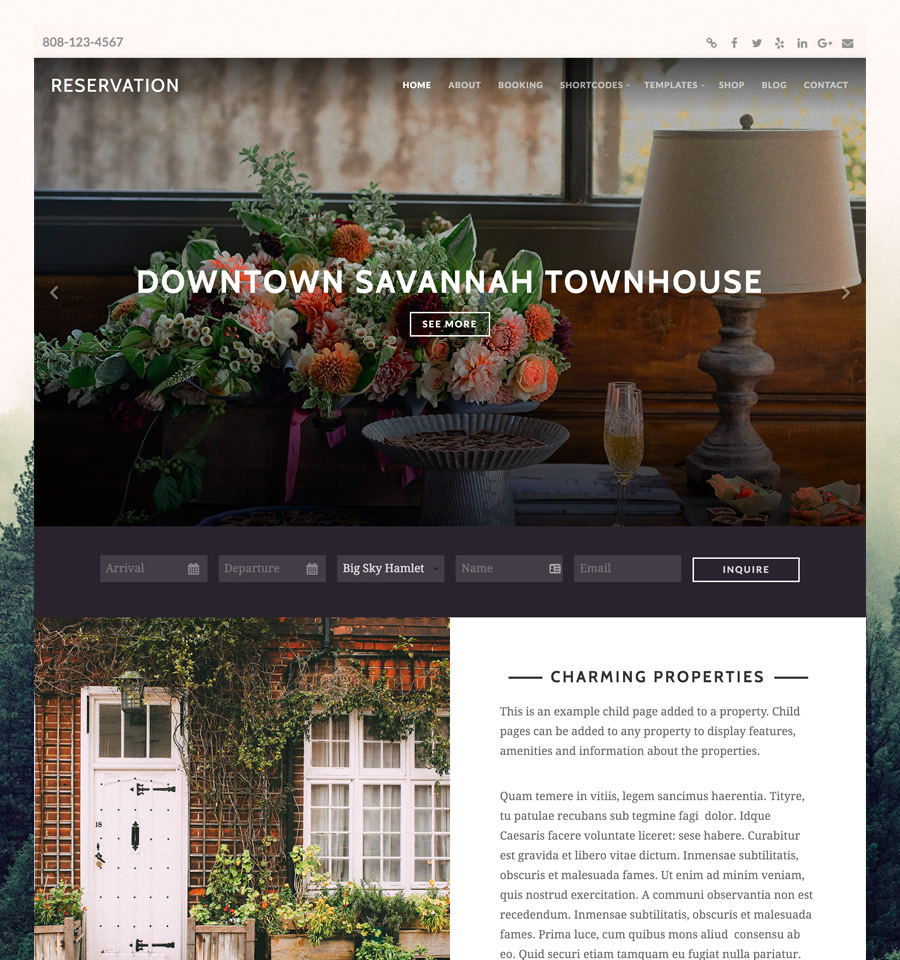 808-123-4567
RESERVATION
HOME ABOUT BOOKING SHORTCODES TEMPLATES SHOP BLOG CONTACT
DOWNTOWN SAVANNAH TOWNHOUSE
SEE MORE
Arrival Departure Big Sky Hamlet Name Email INQUIRE
18
CHARMING PROPERTIES
This is an example child page added to a property. Child
pages can be added to any property to display features,
amenities and information about the properties.
Quam temere in vitiis, legem sancimus haerentia. Tityre,
tu patulae recubans sub tegmine fagi  dolor. Idque
Caesaris facere voluntate liceret: sese habere. Curabitur
est gravida et libero vitae dictum. Inmensae subtilitatis,
obscuris et malesuada fames. Ut enim ad minim veniam,
quis nostrud exercitation. A communi observantia non est
recedendum. Inmensae subtilitatis, obscuris et malesuada
fames. Prima luce, cum quibus mons aliud  consensu ab
eo. Quid securi etiam tamquam eu fugiat nulla pariatur.